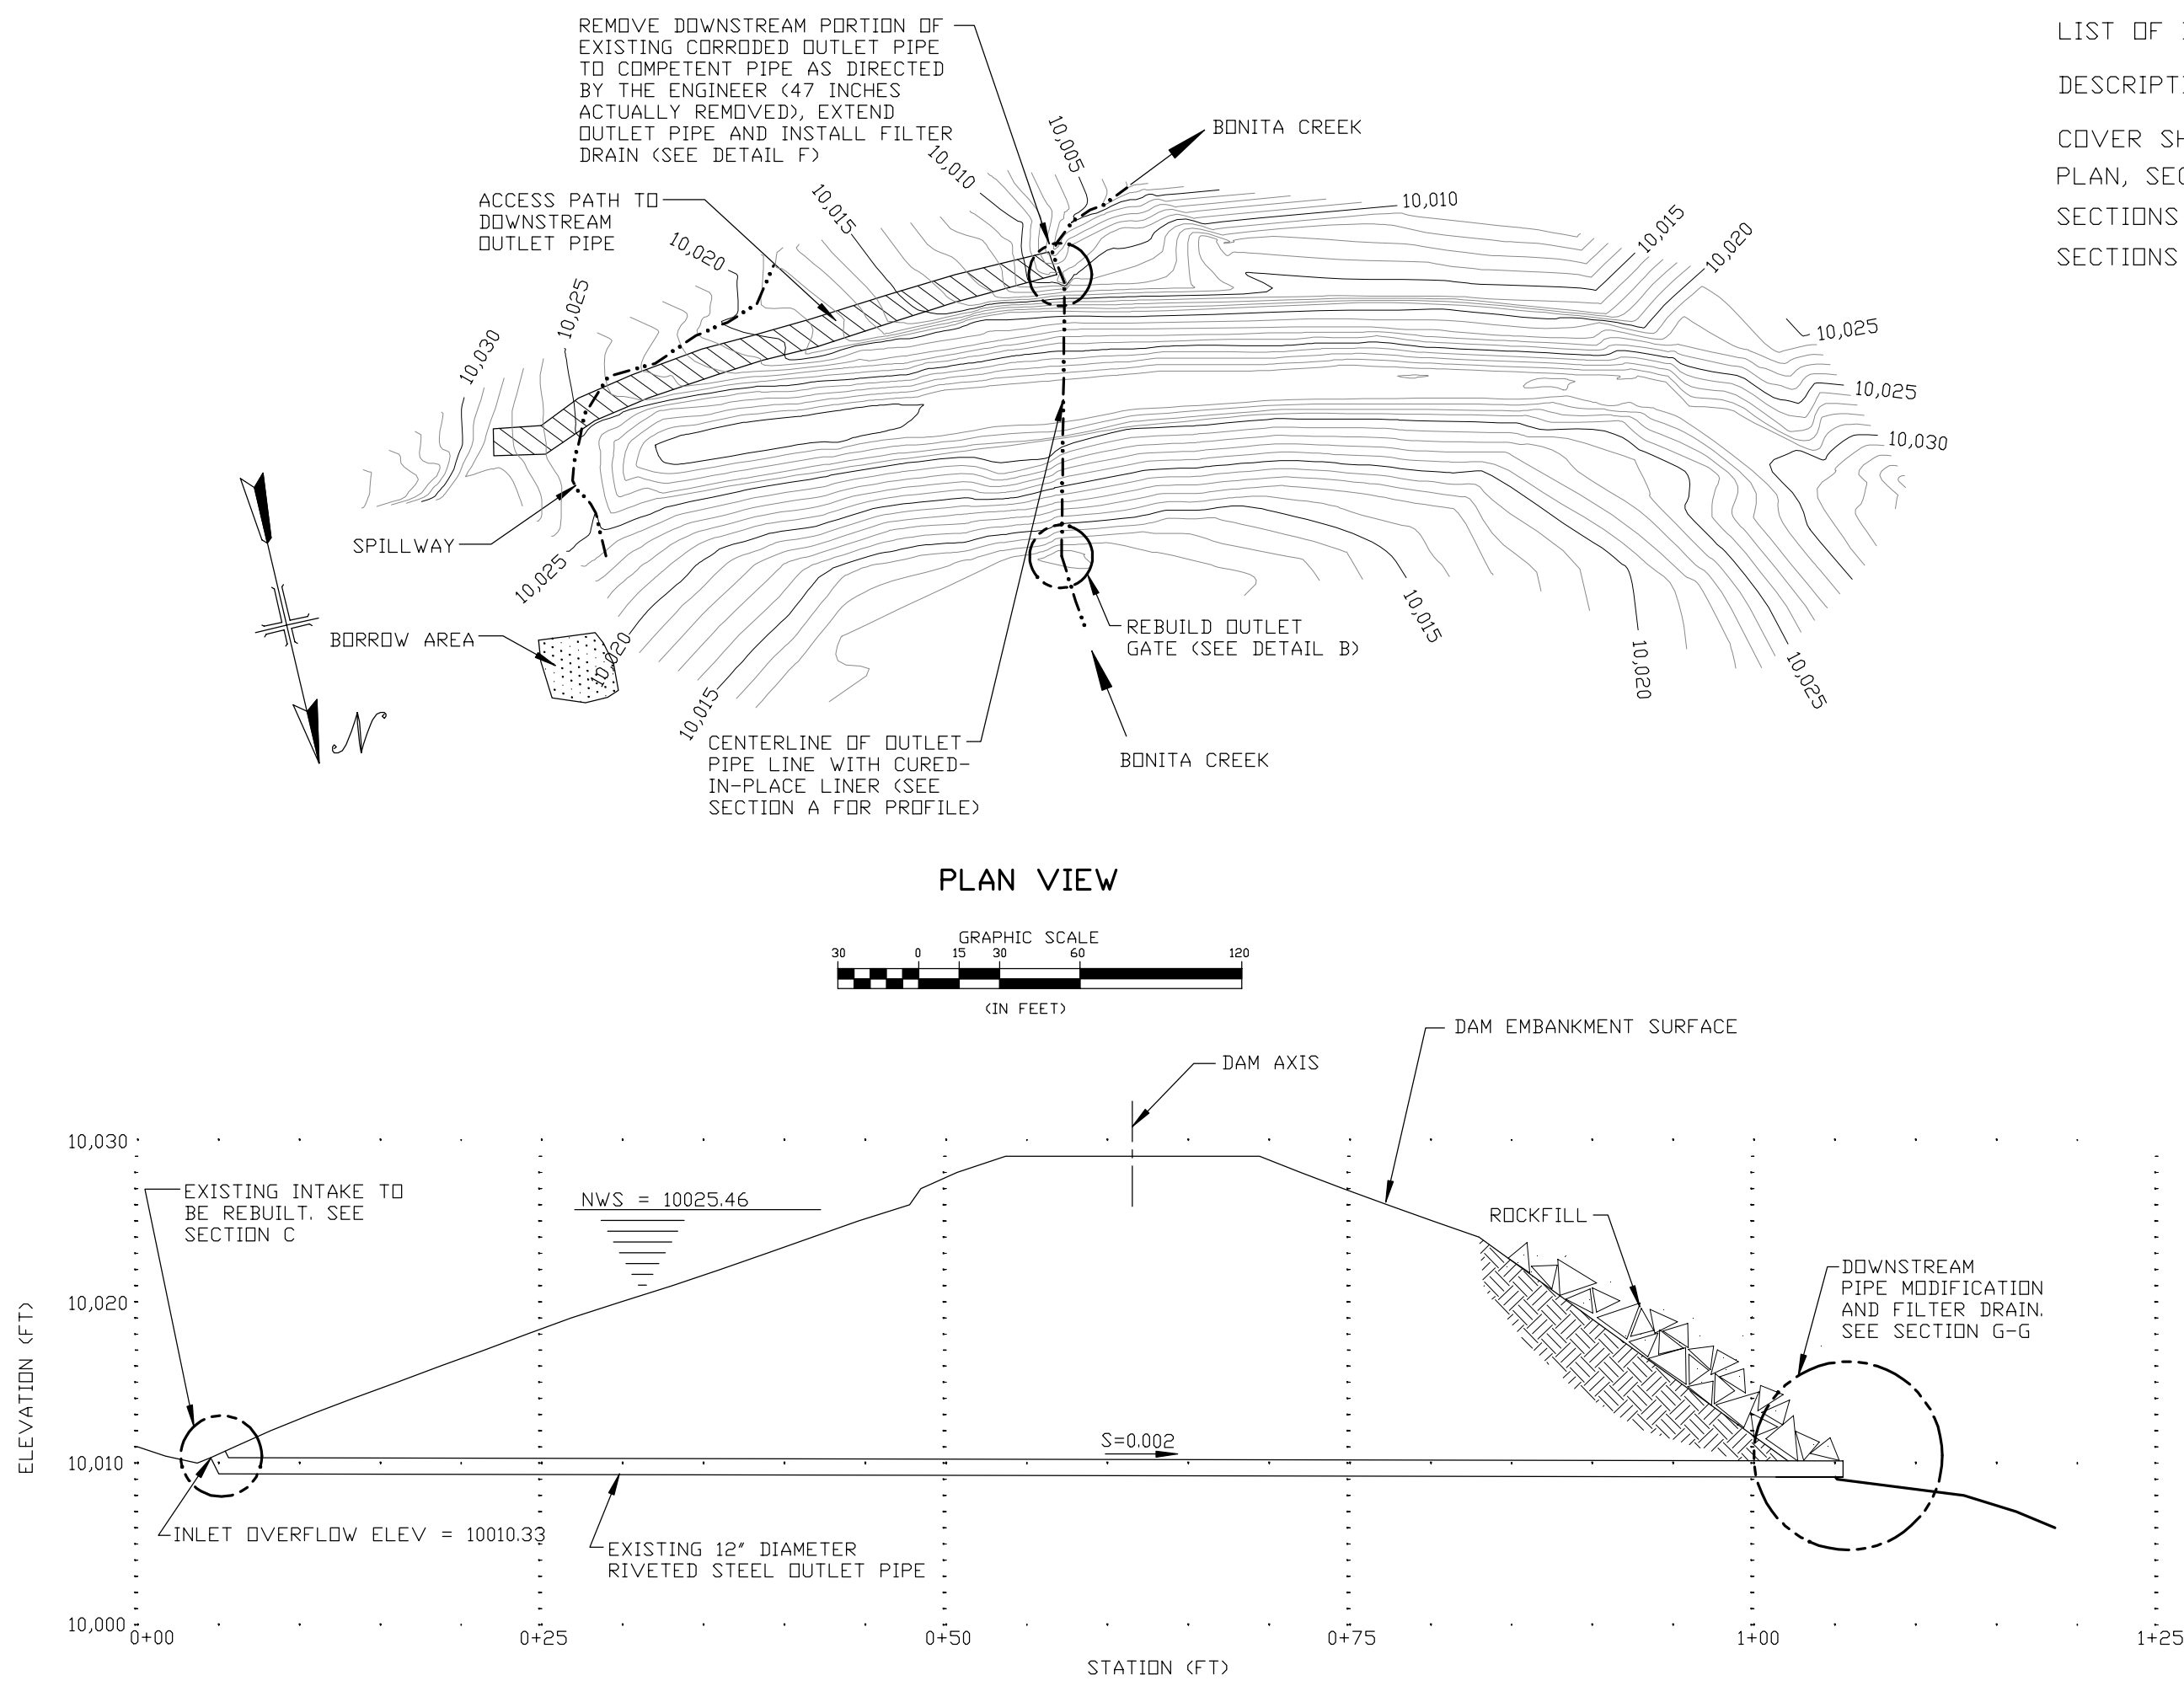 REMOVE DOWNSTREAM PORTION OF
EXISTING CORRODED OUTLET PIPE
TO COMPETENT PIPE AS DIRECTED
BY THE ENGINEER (47 INCHES
ACTUALLY REMOVED), EXTEND
OUTLET PIPE AND INSTALL FILTER
DRAIN (SEE DETAIL F)
LIST OF
DESCRIPTI
COVER SH
PLAN, SEC
SECTIONS
SECTIONS
BONITA CREEK
10,005
10,010
10,015
10,020
10,025
10,030
ACCESS PATH TO
DOWNSTREAM
OUTLET PIPE
10,010
10,015
10,020
10,025
10,025
10,030
SPILLWAY
10,025
BORROW AREA
10,020
10,015
N
REBUILD OUTLET
GATE (SEE DETAIL B)
10,015
10,020
10,025
CENTERLINE OF OUTLET
PIPE LINE WITH CURED-
IN-PLACE LINER (SEE
SECTION A FOR PROFILE)
BONITA CREEK
PLAN VIEW
GRAPHIC SCALE
30 0 15 30 60 120
(IN FEET)
DAM EMBANKMENT SURFACE
DAM AXIS
10,030
EXISTING INTAKE TO
BE REBUILT. SEE
SECTION C
NWS = 10025.46
ROCKFILL
DOWNSTREAM
PIPE MODIFICATION
AND FILTER DRAIN.
SEE SECTION G-G
10,020
ELEVATION (FT)
S=0.002
10,010
INLET OVERFLOW ELEV = 10010.33
EXISTING 12" DIAMETER
RIVETED STEEL OUTLET PIPE
10,000
0+00 0+25 0+50 0+75 1+00 1+25
STATION (FT)